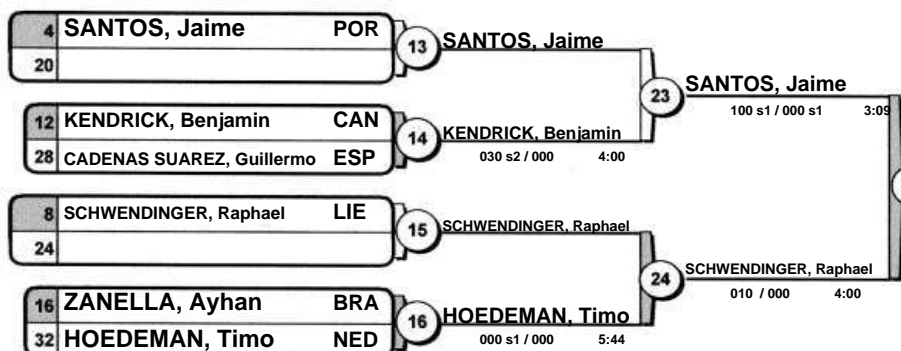 4 SANTOS, Jaime POR
20
13 SANTOS, Jaime
12 KENDRICK, Benjamin CAN
28 CADENAS SUAREZ, Guillermo ESP
14 KENDRICK, Benjamin
030 s2 / 000 4:00
23 SANTOS, Jaime
100 s1 / 000 s1 3:09
8 SCHWENDINGER, Raphael LIE
24
15 SCHWENDINGER, Raphael
16 ZANELLA, Ayhan BRA
32 HOEDEMAN, Timo NED
16 HOEDEMAN, Timo
000 s1 / 000 5:44
24 SCHWENDINGER, Raphael
010 / 000 4:00